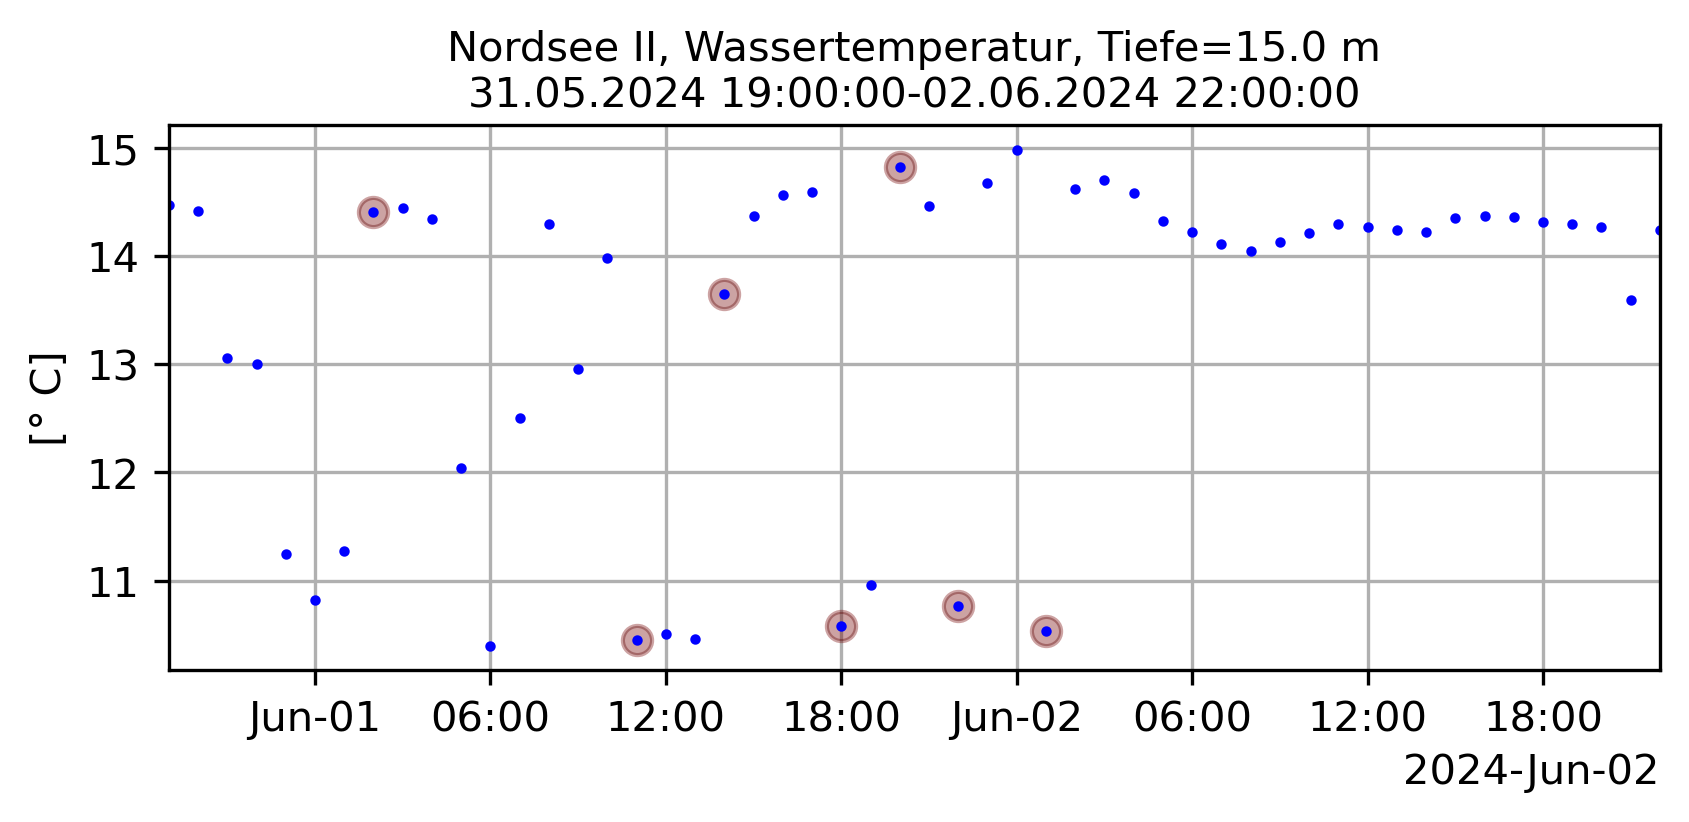 Nordsee II, Wassertemperatur, Tiefe=15.0 m
31.05.2024 19:00:00-02.06.2024 22:00:00
[° C]
15
14
13
12
11
Jun-01 06:00 12:00 18:00 Jun-02 06:00 12:00 18:00
2024-Jun-02